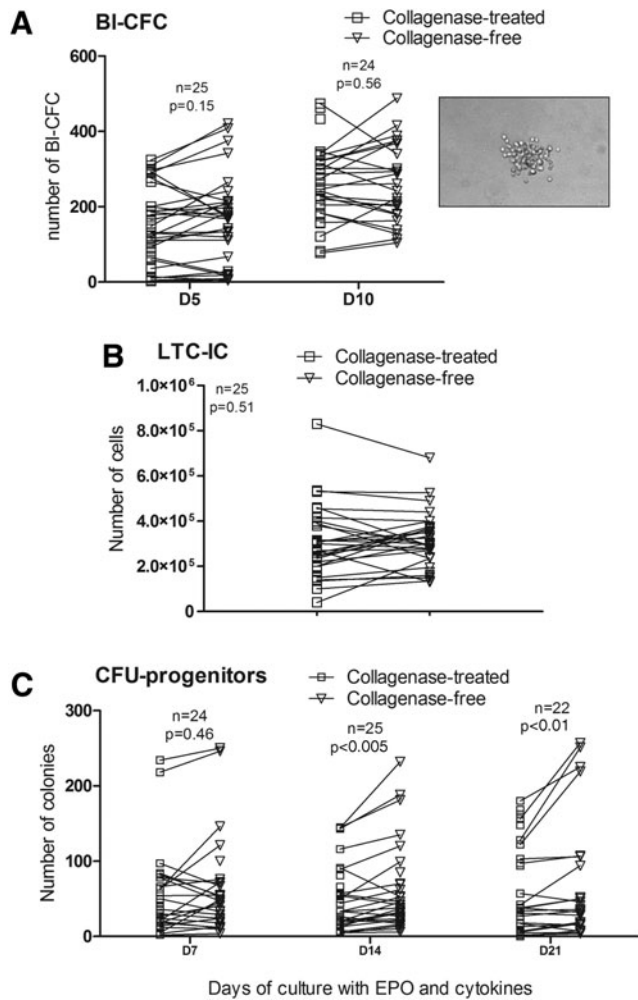 A BI-CFC
Collagenase-treated
Collagenase-free
n=25
p=0.15
n=24
p=0.56
number of BI-CFC
600
400
200
0
D5 D10
B LTC-IC
Collagenase-treated
Collagenase-free
n=25
p=0.51
Number of cells
1.0×10⁶
8.0×10⁵
6.0×10⁵
4.0×10⁵
2.0×10⁵
0
C CFU-progenitors
Collagenase-treated
Collagenase-free
n=24
p=0.46
n=25
p<0.005
n=22
p<0.01
Number of colonies
300
200
100
0
D7 D14 D21
Days of culture with EPO and cytokines